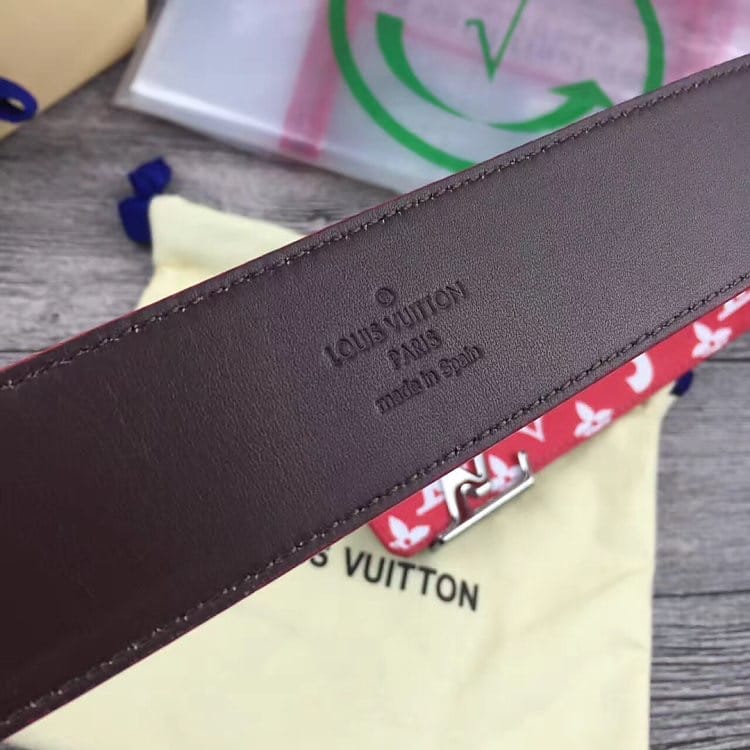 ®
LOUIS VUITTON
PARIS
made in Spain
S VUITTON